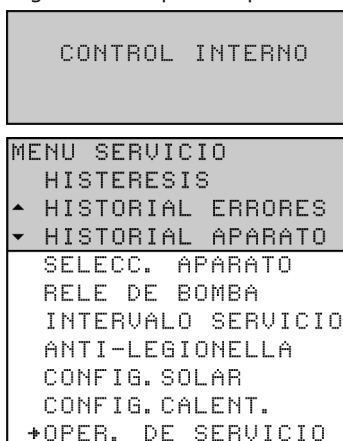 CONTROL INTERNO
MENU SERVICIO
HISTERESIS
HISTORIAL ERRORES
HISTORIAL APARATO
SELECC. APARATO
RELE DE BOMBA
INTERVALO SERVICIO
ANTI-LEGIONELLA
CONFIG.SOLAR
CONFIG.CALENT.
+OPER. DE SERVICIO